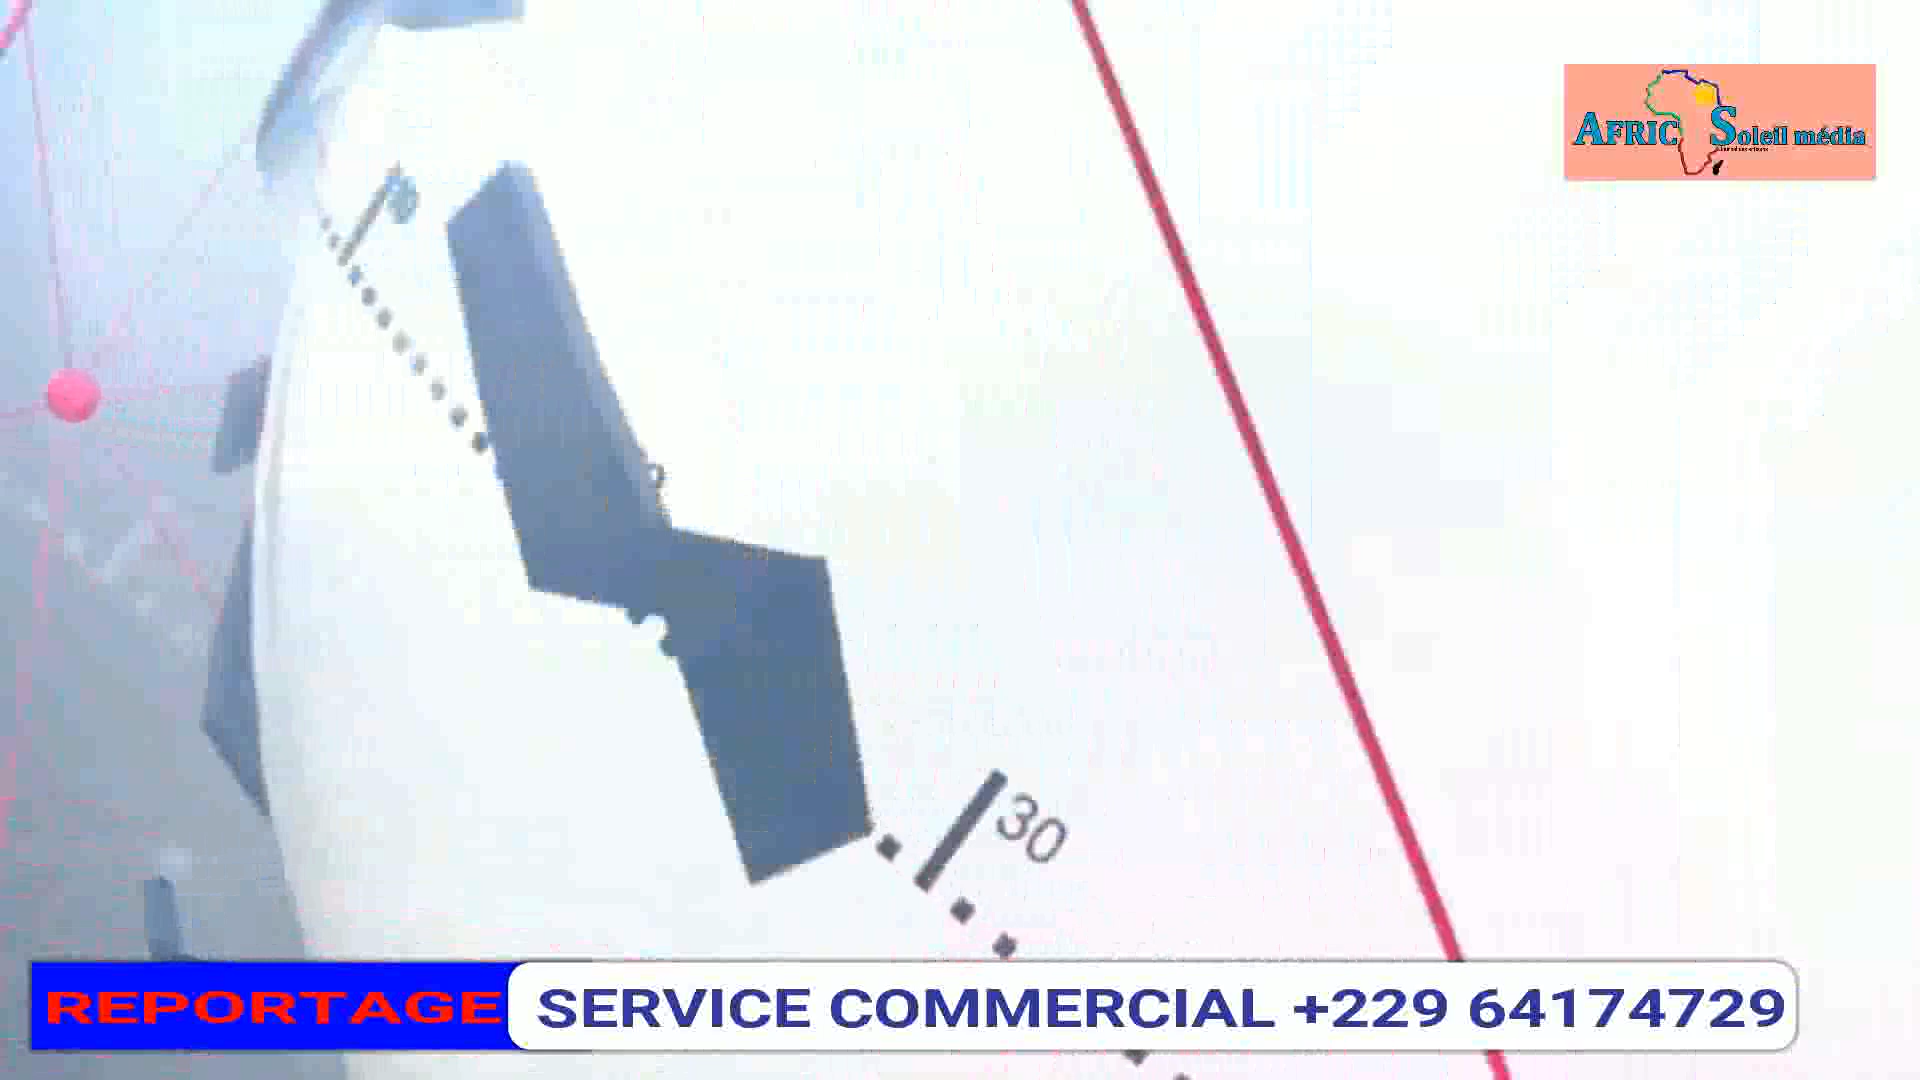 AFRIC Soleil média
30
REPORTAGE
SERVICE COMMERCIAL +229 64174729